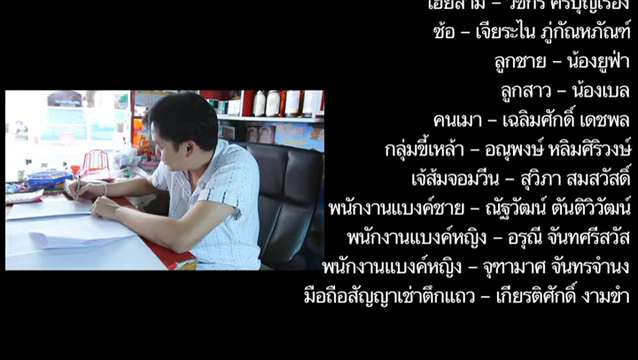 ซ้อ – เจียระไน ภู่กัณหภัณฑ์
ลูกชาย – น้องยูฟ่า
ลูกสาว – น้องเบล
คนเมา – เฉลิมศักดิ์ เดชพล
กลุ่มขี้เหล้า – อณุพงษ์ หลิมศิริวงษ์
เจ๊ส้มจอมวีน – สุวิภา สมสวัสดิ์
พนักงานแบงค์ชาย – ณัฐวัฒน์ ตันติวิวัฒน์
พนักงานแบงค์หญิง – อรุณี จันทศรีสวัส
พนักงานแบงค์หญิง – จุฑามาศ จันทรจำนง
มือถือสัญญาเช่าตึกแถว – เกียรติศักดิ์ งามขำ